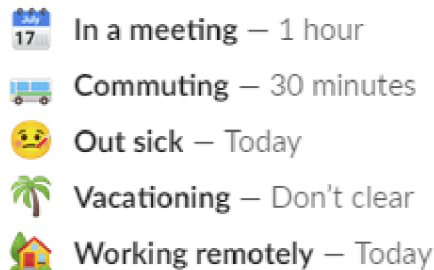 July
17
In a meeting — 1 hour
Commuting — 30 minutes
Out sick — Today
Vacationing — Don't clear
Working remotely — Today